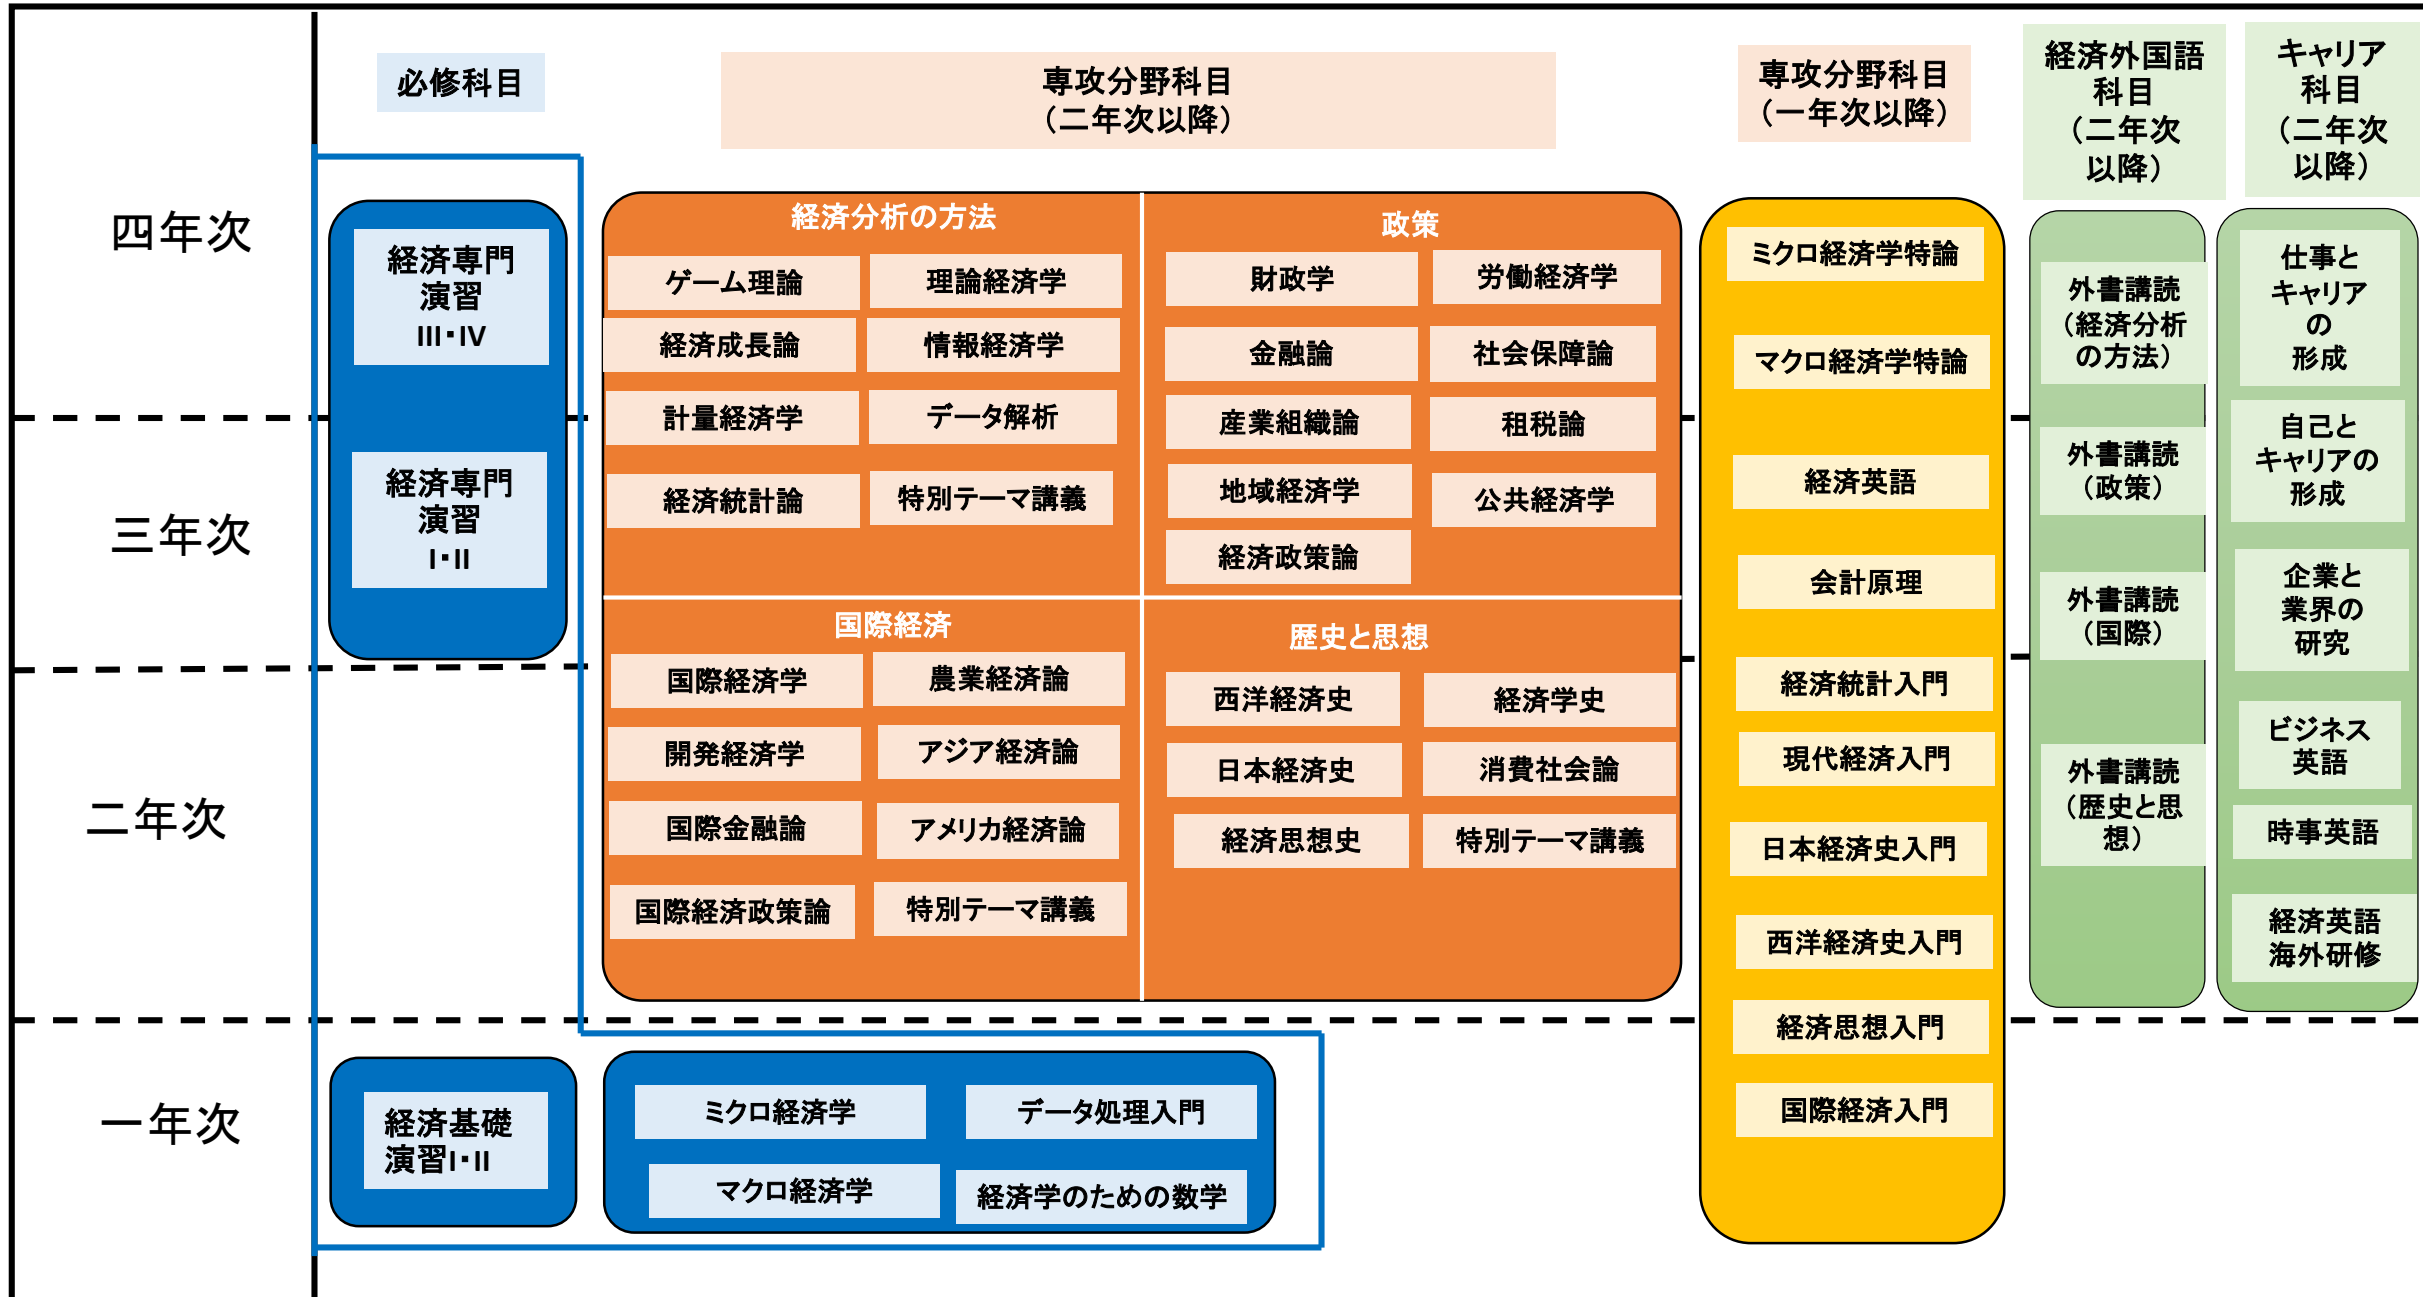 必修科目
専攻分野科目
（二年次以降）
専攻分野科目
（一年次以降）
経済外国語
科目
（二年次
以降）
キャリア
科目
（二年次
以降）
四年次
三年次
二年次
一年次
経済専門
演習
III・IV
経済専門
演習
I・II
経済分析の方法
ゲーム理論
理論経済学
経済成長論
情報経済学
計量経済学
データ解析
経済統計論
特別テーマ講義
政策
財政学
労働経済学
金融論
社会保障論
産業組織論
租税論
地域経済学
公共経済学
経済政策論
国際経済
国際経済学
農業経済論
開発経済学
アジア経済論
国際金融論
アメリカ経済論
国際経済政策論
特別テーマ講義
歴史と思想
西洋経済史
経済学史
日本経済史
消費社会論
経済思想史
特別テーマ講義
ミクロ経済学特論
マクロ経済学特論
経済英語
会計原理
経済統計入門
現代経済入門
日本経済史入門
西洋経済史入門
経済思想入門
国際経済入門
外書講読
（経済分析
の方法）
外書講読
（政策）
外書講読
（国際）
外書講読
（歴史と思
想）
仕事と
キャリア
の
形成
自己と
キャリアの
形成
企業と
業界の
研究
ビジネス
英語
時事英語
経済英語
海外研修
経済基礎
演習I・II
ミクロ経済学
データ処理入門
マクロ経済学
経済学のための数学